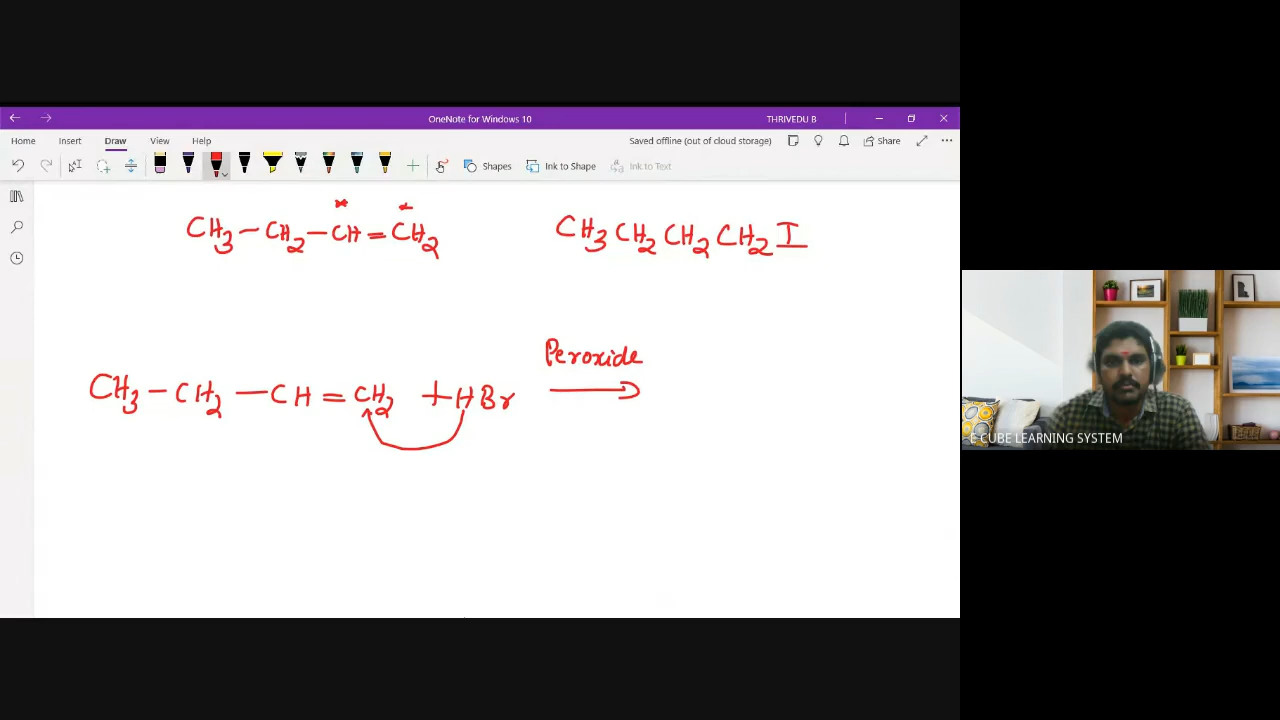 OneNote for Windows 10
THRIVEDU B
Home Insert Draw View Help
Saved offline (out of cloud storage)
Share
Shapes
Ink to Shape
Ink to Text
CH3 – CH2 – CH = CH2
CH3 CH2 CH2 CH2 I
Peroxide
CH3 – CH2 – CH = CH2 + HBr →
E CUBE LEARNING SYSTEM